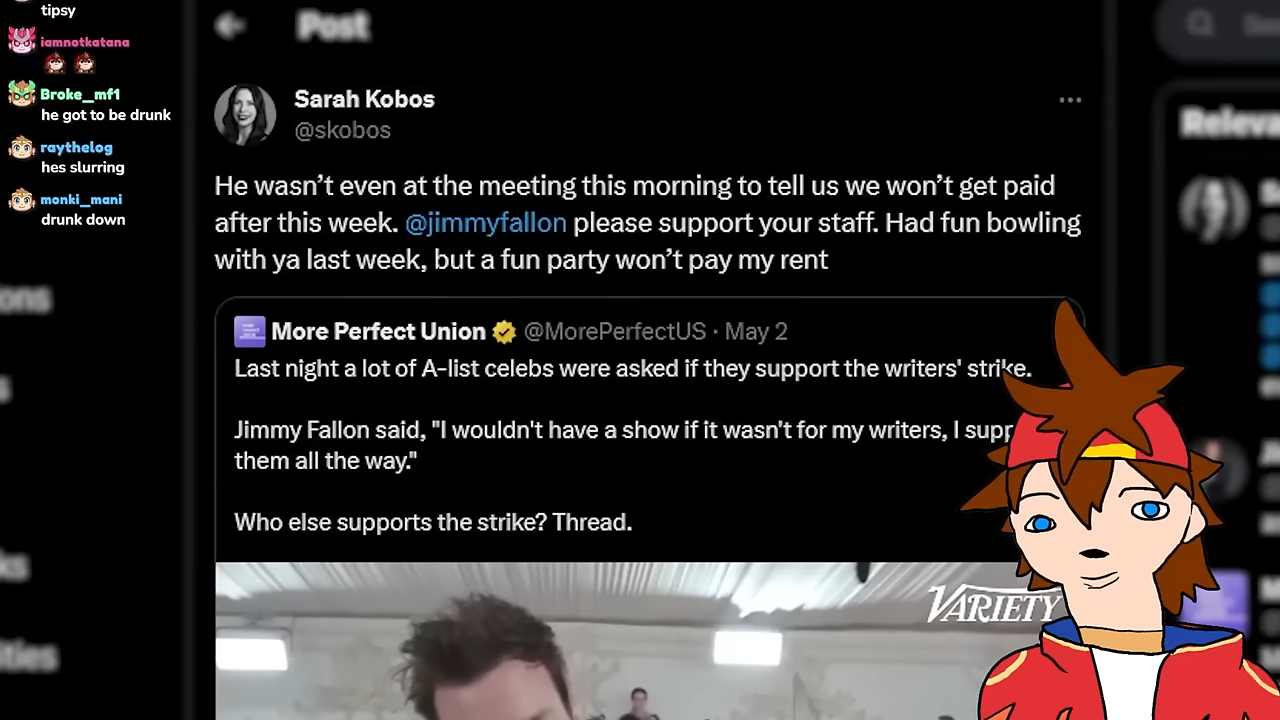 tipsy
iamnotkatana
Broke_mf1
he got to be drunk
raythelog
hes slurring
monki_mani
drunk down
Post
Sarah Kobos
@skobos
He wasn’t even at the meeting this morning to tell us we won’t get paid
after this week. @jimmyfallon please support your staff. Had fun bowling
with ya last week, but a fun party won’t pay my rent
More Perfect Union @MorePerfectUS · May 2
Last night a lot of A-list celebs were asked if they support the writers' strike.
Jimmy Fallon said, "I wouldn't have a show if it wasn't for my writers, I supp
them all the way."
Who else supports the strike? Thread.
VARIETY